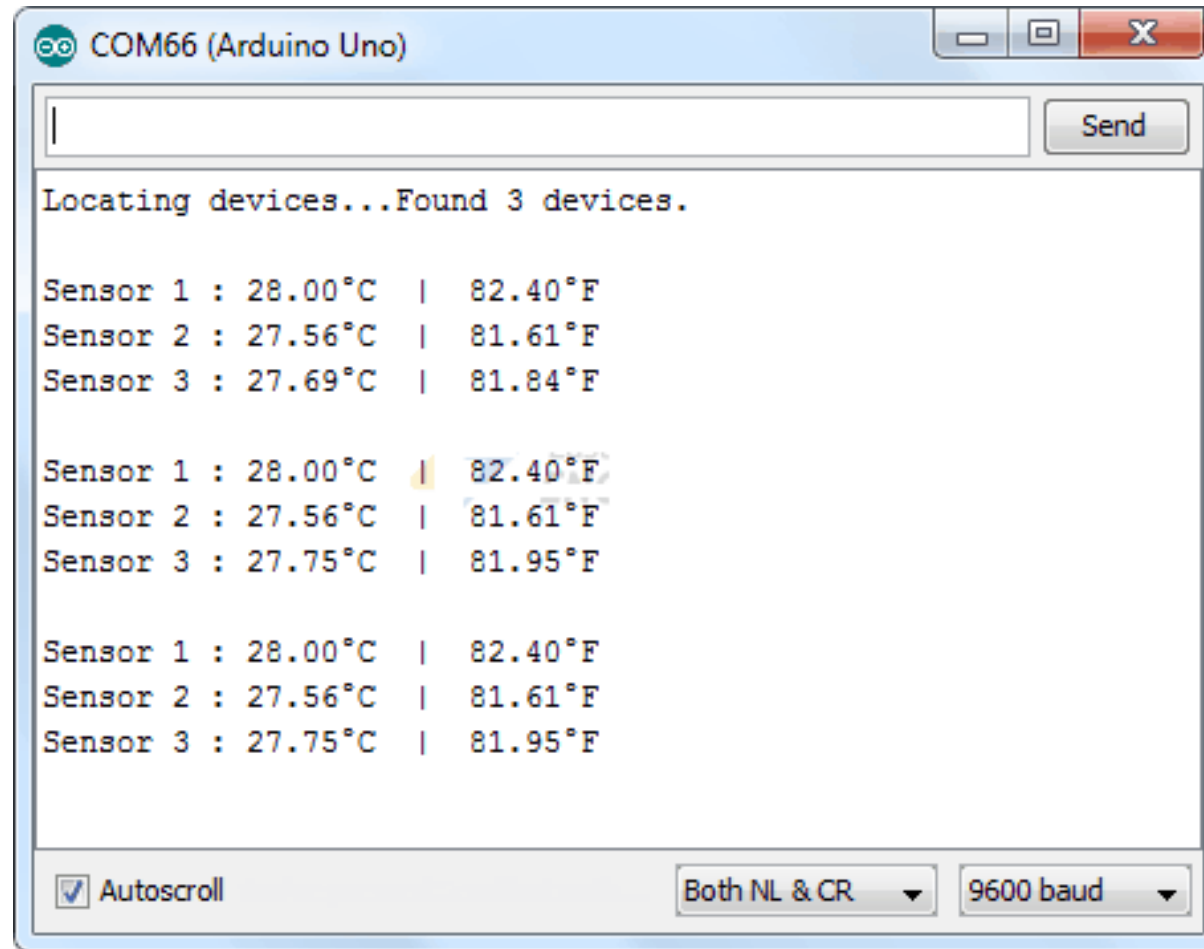 COM66 (Arduino Uno)
Send
Locating devices...Found 3 devices.
Sensor 1 : 28.00°C  |  82.40°F
Sensor 2 : 27.56°C  |  81.61°F
Sensor 3 : 27.69°C  |  81.84°F
Sensor 1 : 28.00°C  |  82.40°F
Sensor 2 : 27.56°C  |  81.61°F
Sensor 3 : 27.75°C  |  81.95°F
Sensor 1 : 28.00°C  |  82.40°F
Sensor 2 : 27.56°C  |  81.61°F
Sensor 3 : 27.75°C  |  81.95°F
Autoscroll
Both NL & CR
9600 baud